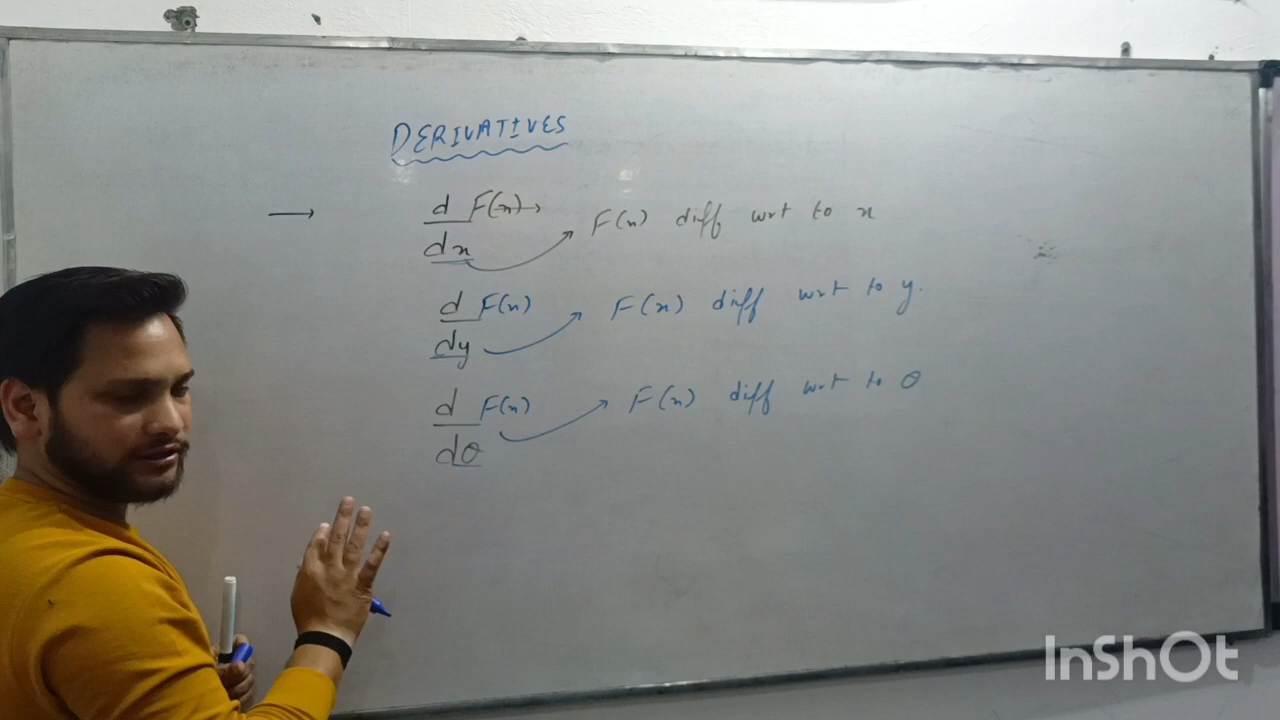 DERIVATIVES
→ d/dx F(x) → F(x) diff wrt to x
d/dy F(x) → F(x) diff wrt to y.
d/dθ F(x) → F(x) diff wrt to θ
InShOt